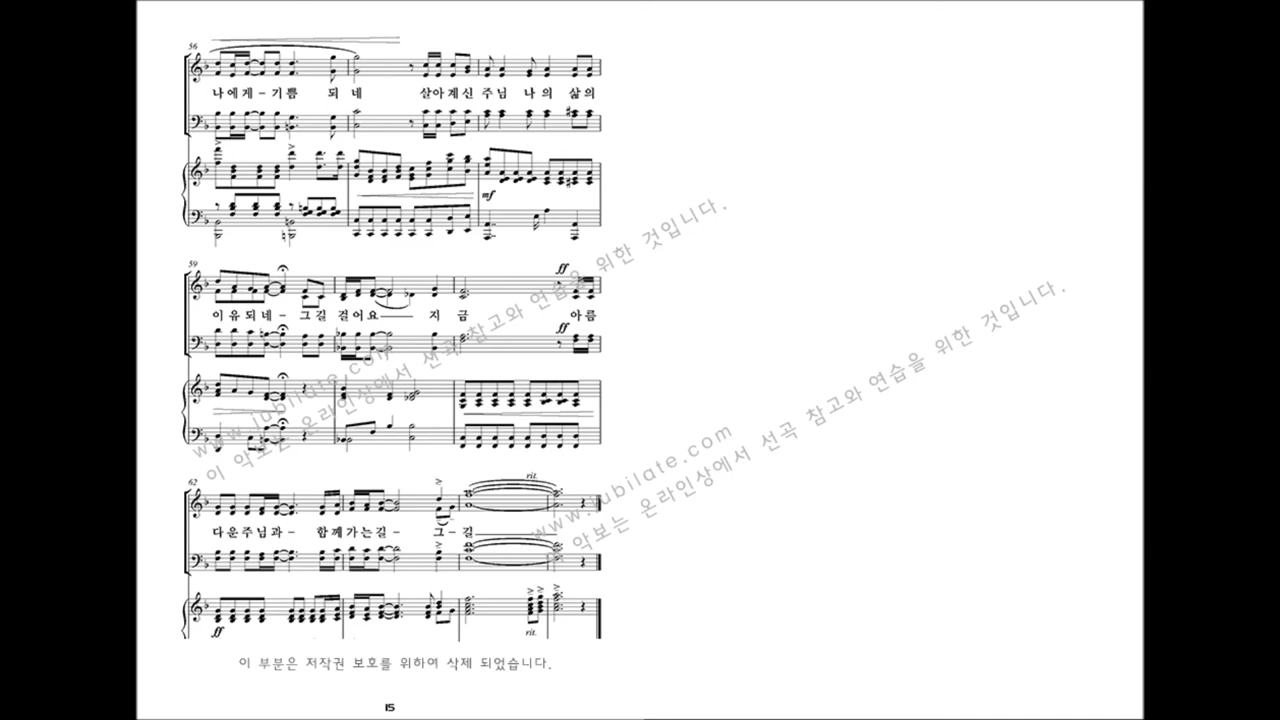 56
나에게-기쁨 되 네 살아계신 주님 나의 삶의
mf
59
ff
이유되네- 그길 걸어요 지 금 아름
ff
62
rit.
다운주님과- 함께가는길- 그-길
ff
rit.
www.jubilate.com
이 악보는 온라인상에서 선곡 참고와 연습을 위한 것입니다.
www.jubilate.com
악보는 온라인상에서 선곡 참고와 연습을 위한 것입니다.
이 부분은 저작권 보호를 위하여 삭제 되었습니다.
15